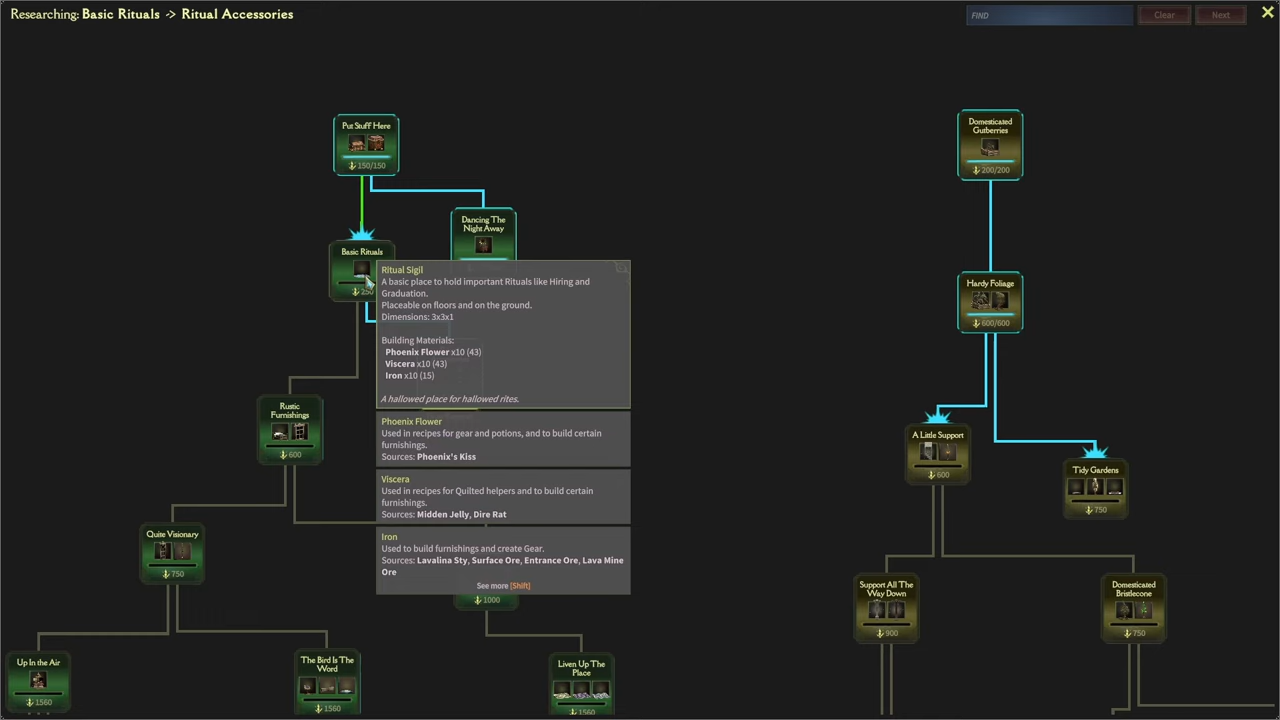 Researching: Basic Rituals -> Ritual Accessories
FIND
Clear
Next
Put Stuff Here
150/150
Domesticated
Gutberries
200/200
Dancing The
Night Away
Basic Rituals
250
Ritual Sigil
A basic place to hold important Rituals like Hiring and
Graduation.
Placeable on floors and on the ground.
Dimensions: 3x3x1
Building Materials:
Phoenix Flower x10 (43)
Viscera x10 (43)
Iron x10 (15)
A hallowed place for hallowed rites.
Phoenix Flower
Used in recipes for gear and potions, and to build certain
furnishings.
Sources: Phoenix's Kiss
Viscera
Used in recipes for Quilted helpers and to build certain
furnishings.
Sources: Midden Jelly, Dire Rat
Iron
Used to build furnishings and create Gear.
Sources: Lavalina Sty, Surface Ore, Entrance Ore, Lava Mine
Ore
See more [Shift]
Hardy Foliage
600/600
Rustic
Furnishings
600
A Little Support
600
Tidy Gardens
750
Quite Visionary
750
1000
Support All The
Way Down
900
Domesticated
Bristlecone
750
Up In the Air
1560
The Bird Is The
Word
1560
Liven Up The
Place
1560